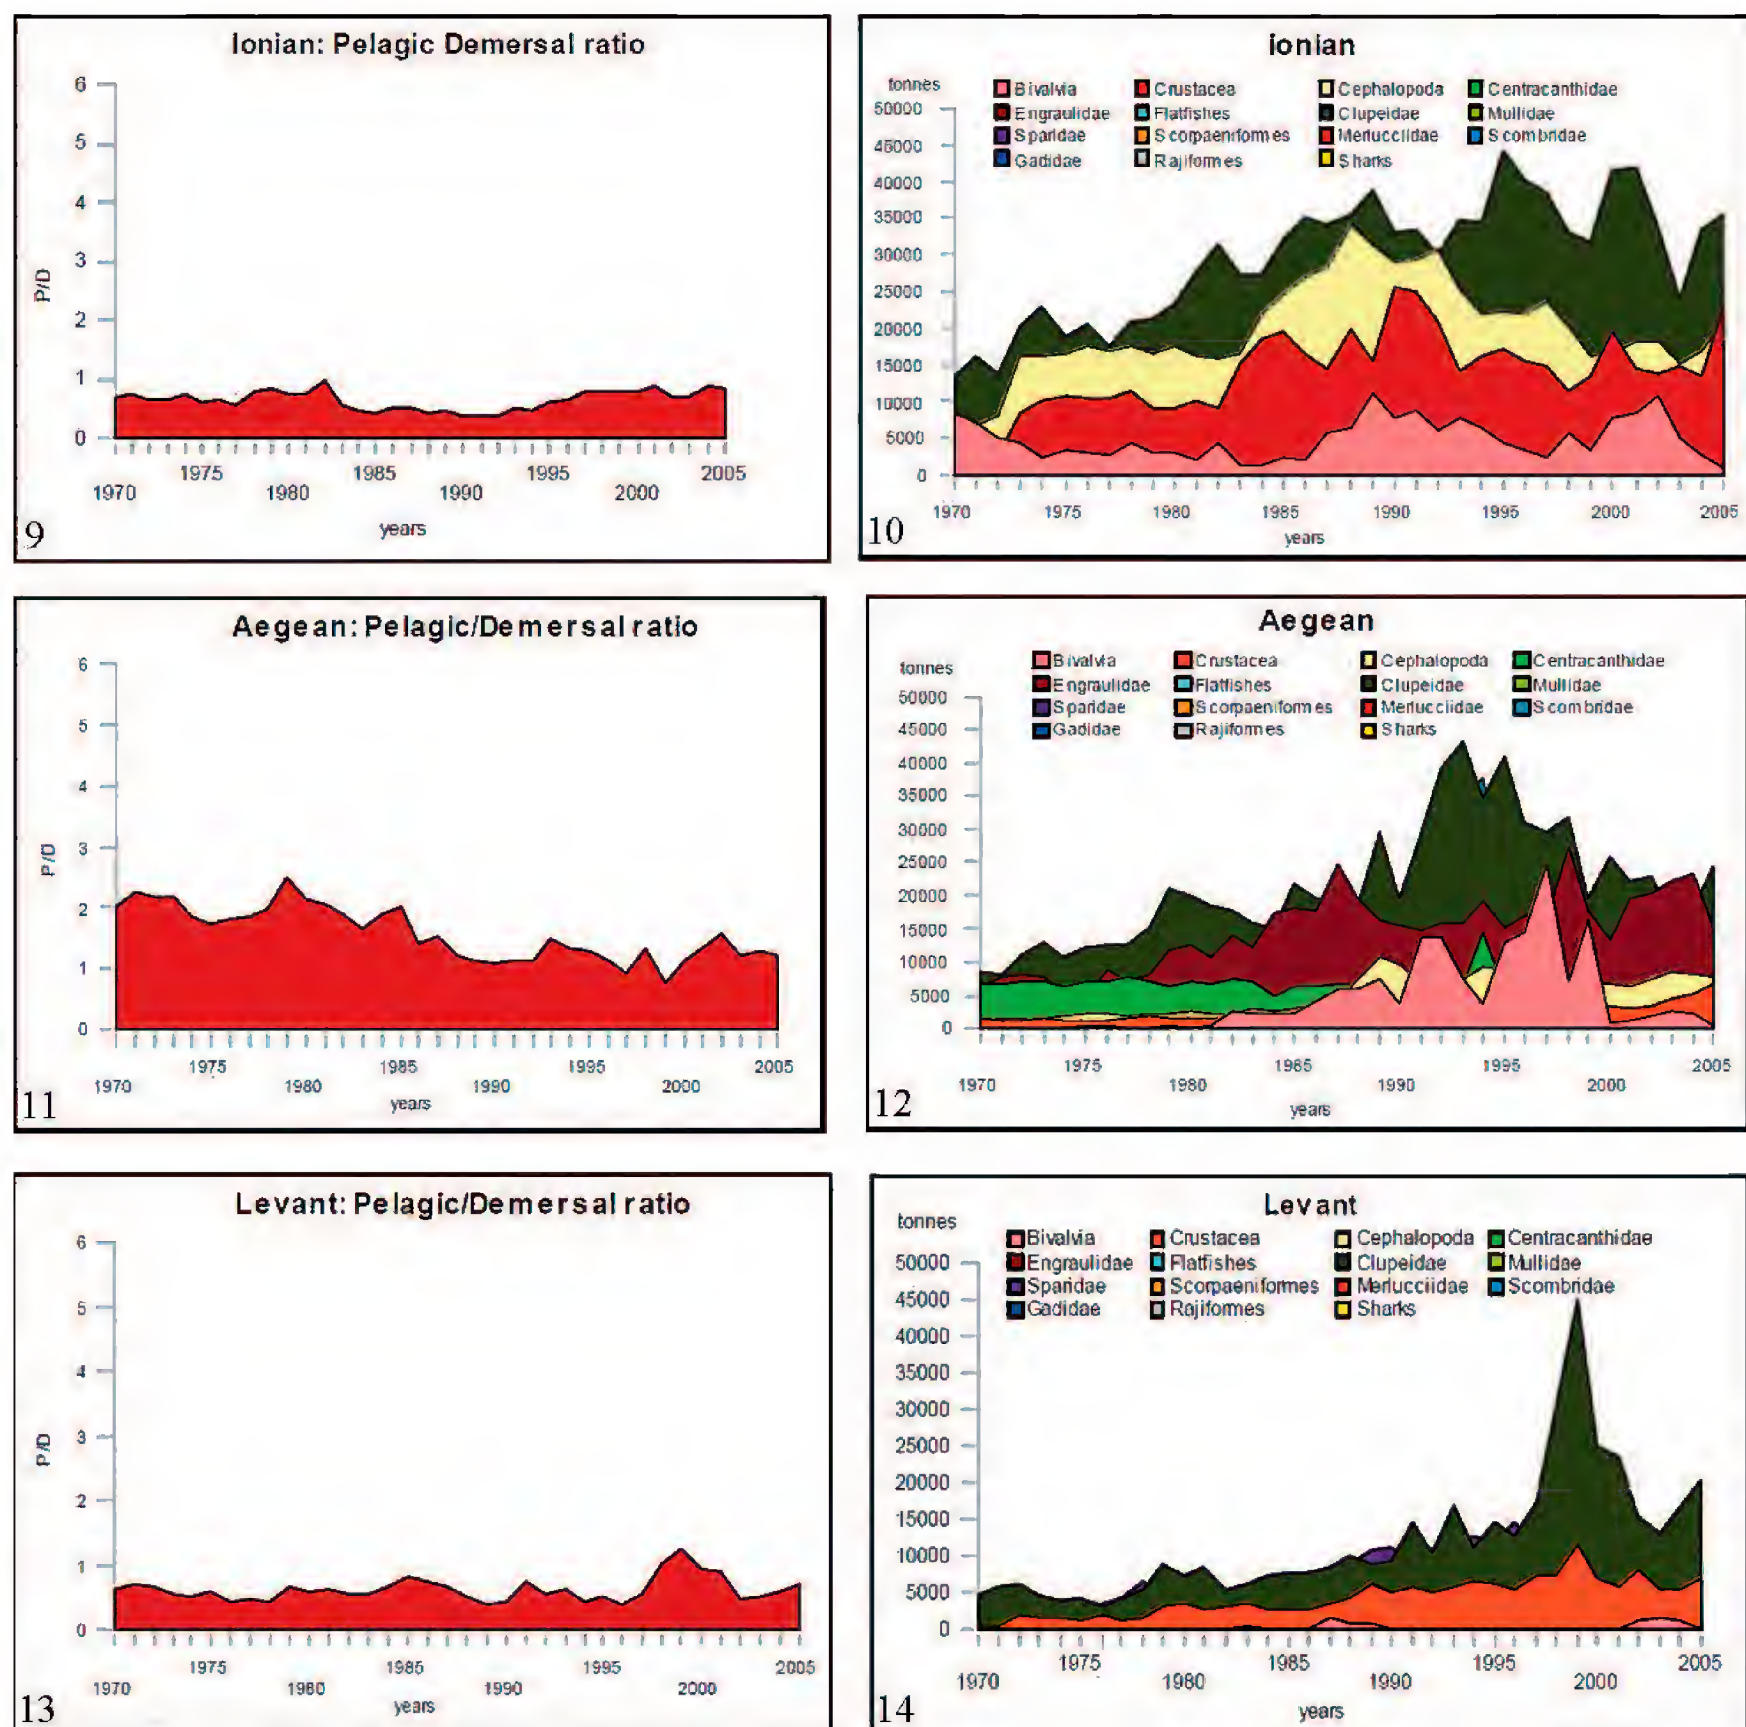 Ionian: Pelagic Demersal ratio
6
5
4
3
2
1
0
P/D
1975 1985 1995 2005
1970 1980 1990 2000
years
9
ionian
tonnes
Bivalvia Crustacea Cephalopoda Centracanthidae
Engraulidae Flatfishes Clupeidae Mullidae
Sparidae Scorpaeniformes Merlucciidae Scombridae
Gadidae Rajiformes Sharks
50000
45000
40000
35000
30000
25000
20000
15000
10000
5000
0
1970 1975 1980 1985 1990 1995 2000 2005
years
10
Aegean: Pelagic/Demersal ratio
6
5
4
3
2
1
0
P/D
1975 1985 1995 2005
1970 1980 1990 2000
years
11
Aegean
tonnes
Bivalvia Crustacea Cephalopoda Centracanthidae
Engraulidae Flatfishes Clupeidae Mullidae
Sparidae Scorpaeniformes Merlucciidae Scombridae
Gadidae Rajiformes Sharks
50000
45000
40000
35000
30000
25000
20000
15000
10000
5000
0
1975 1985 1995 2005
1970 1980 1990 2000
years
12
Levant: Pelagic/Demersal ratio
6
5
4
3
2
1
0
P/D
1975 1985 1995 2005
1970 1980 1990 2000
years
13
Levant
tonnes
Bivalvia Crustacea Cephalopoda Centracanthidae
Engraulidae Flatfishes Clupeidae Mullidae
Sparidae Scorpaeniformes Merlucciidae Scombridae
Gadidae Rajiformes Sharks
50000
45000
40000
35000
30000
25000
20000
15000
10000
5000
0
1975 1985 1995 2005
1970 1980 1990 2000
years
14